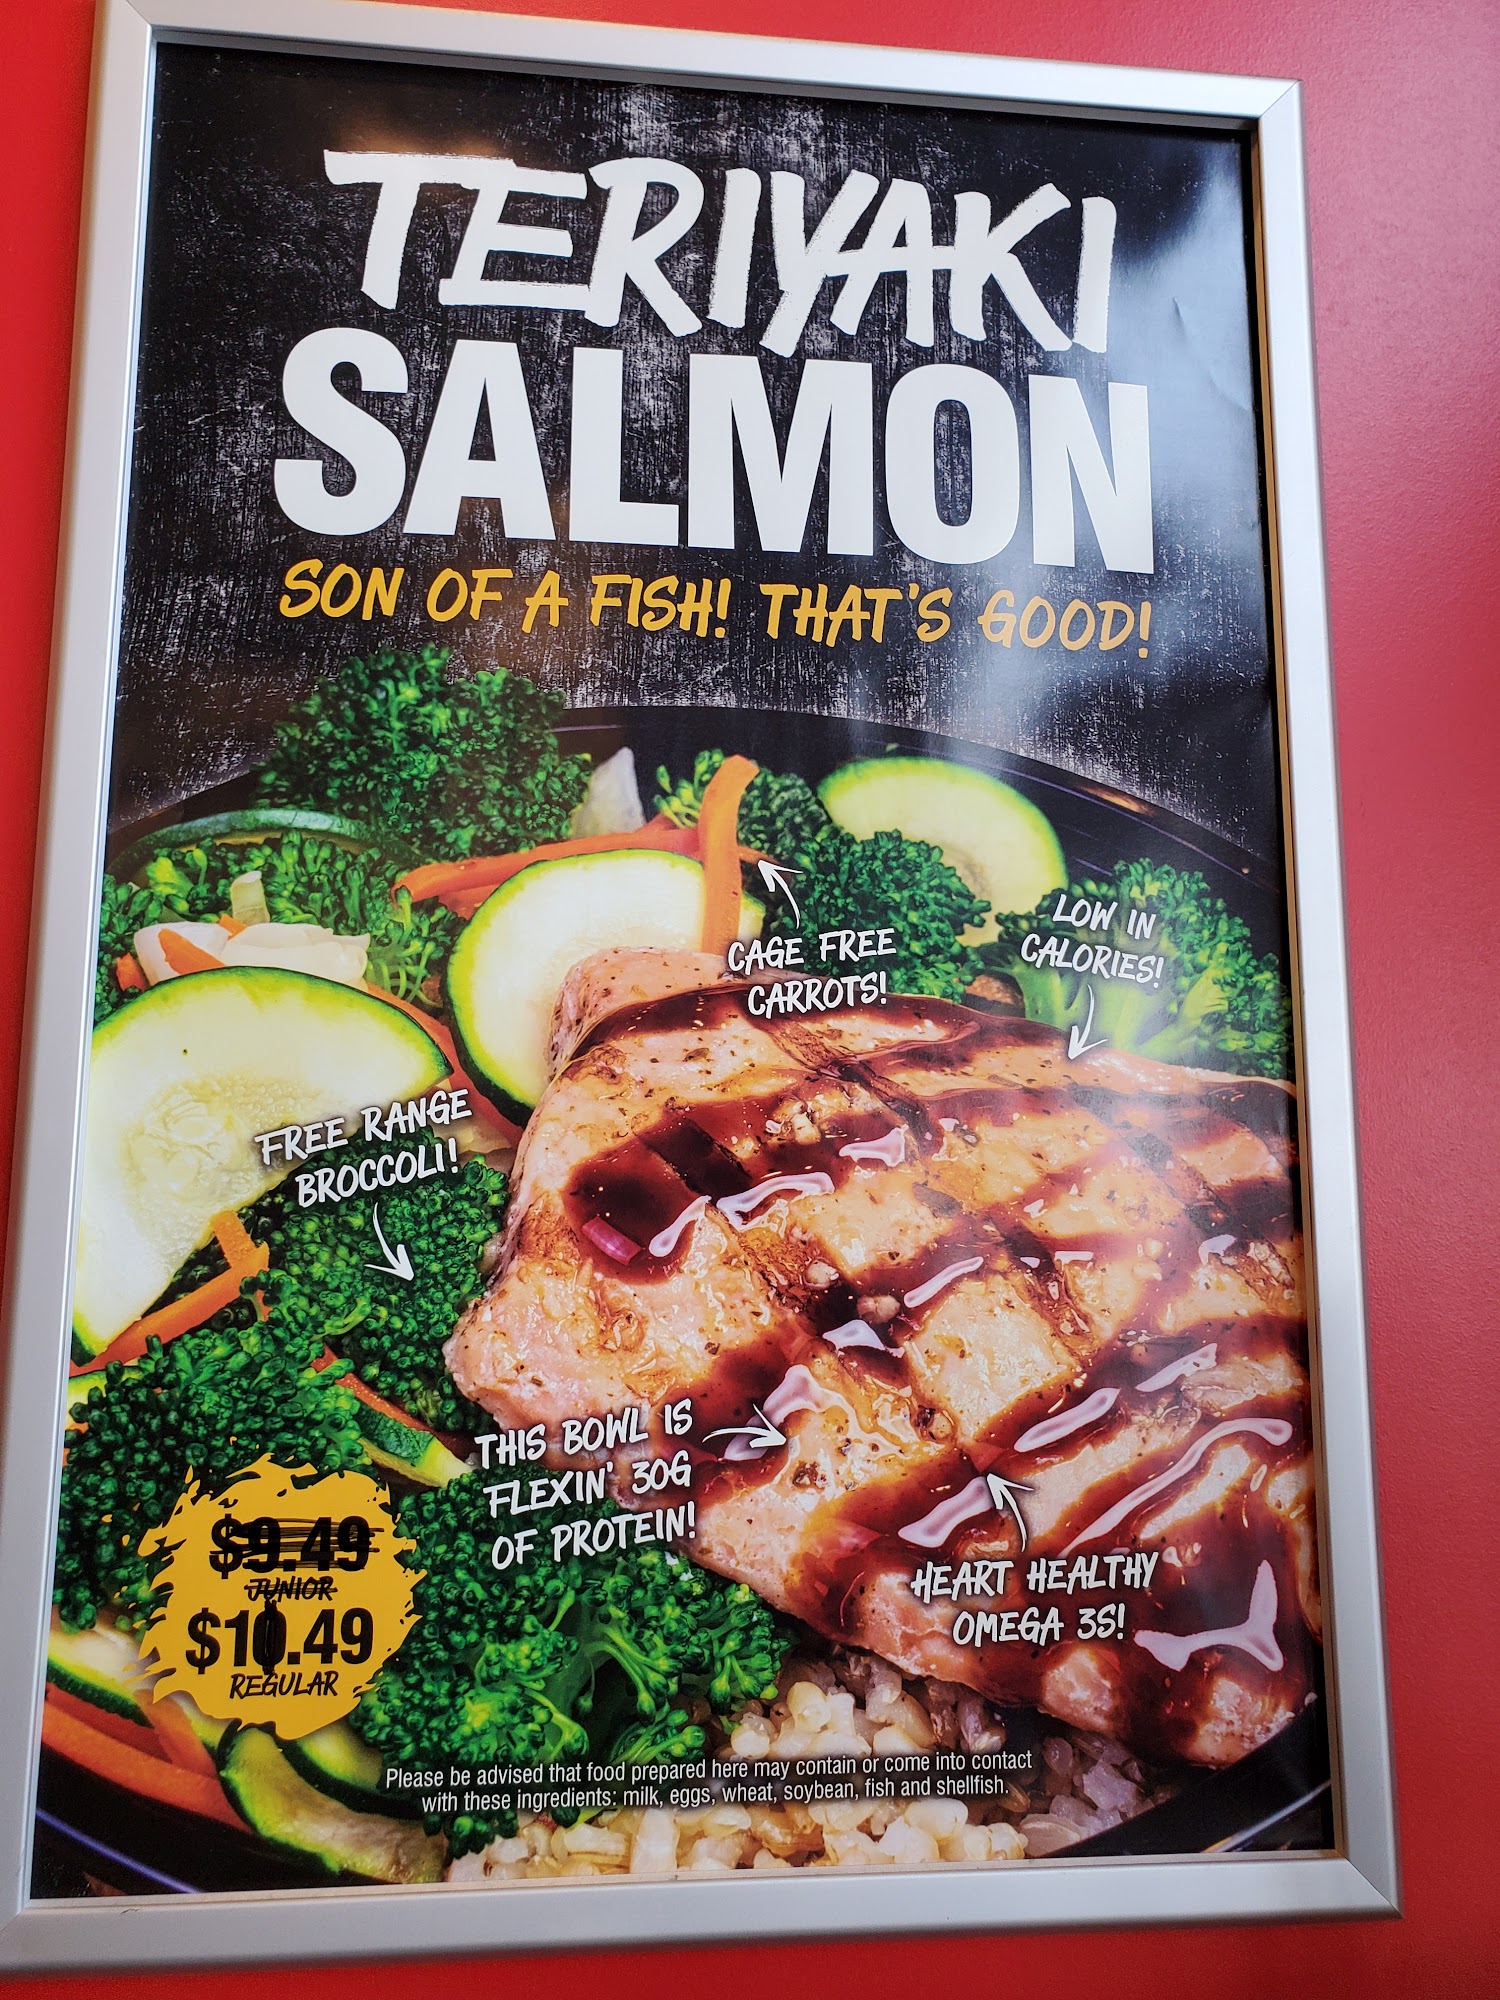 TERIYAKI
SALMON
SON OF A FISH! THAT'S GOOD!
CAGE FREE
CARROTS!
LOW IN
CALORIES!
FREE RANGE
BROCCOLI!
THIS BOWL IS
FLEXIN' 30G
OF PROTEIN!
HEART HEALTHY
OMEGA 3S!
$9.49
JUNIOR
$10.49
REGULAR
Please be advised that food prepared here may contain or come into contact
with these ingredients: milk, eggs, wheat, soybean, fish and shellfish.